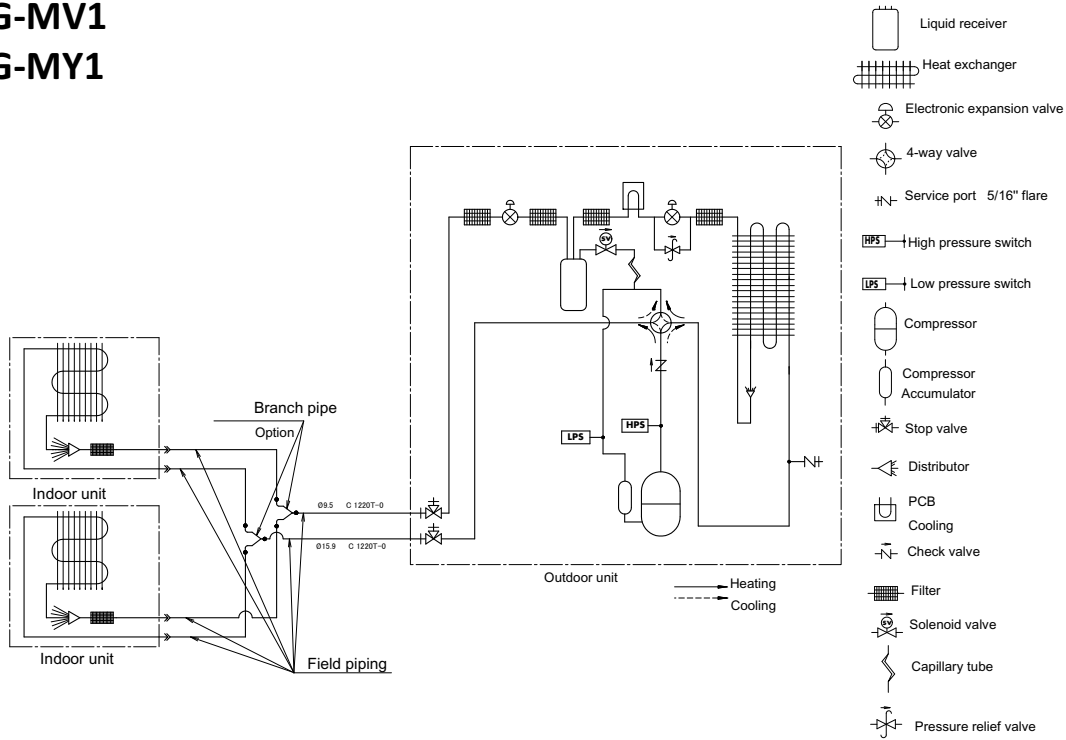 G-MV1
G-MY1
Liquid receiver
Heat exchanger
Electronic expansion valve
4-way valve
Service port 5/16" flare
HPS High pressure switch
LPS Low pressure switch
Compressor
Compressor
Accumulator
Stop valve
Distributor
PCB
Cooling
Check valve
Filter
SV
Solenoid valve
Capillary tube
Pressure relief valve
SV
LPS
HPS
Branch pipe
Option
Indoor unit
Ø9.5 C 1220T-0
Ø15.9 C 1220T-0
Outdoor unit
Heating
Cooling
Indoor unit
Field piping